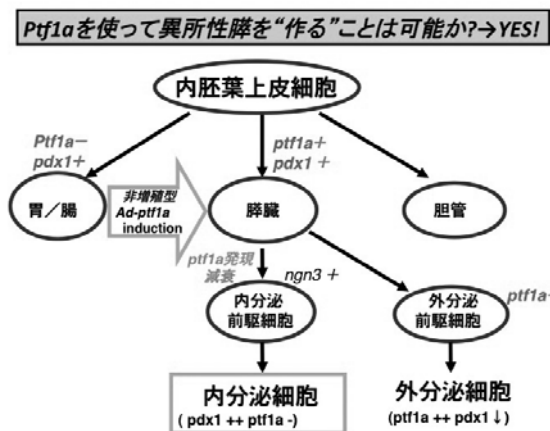 Ptf1aを使って異所性膵を“作る”ことは可能か?→YES!
内胚葉上皮細胞
Ptf1a－
pdx1＋
ptf1a＋
pdx1 ＋
胃／腸
非増殖型
Ad-ptf1a
induction
膵臓
胆管
ptf1a発現
減衰
ngn3 ＋
内分泌
前駆細胞
外分泌
前駆細胞
内分泌細胞
( pdx1 ++ ptf1a -)
外分泌細胞
(ptf1a ++ pdx1 ↓)